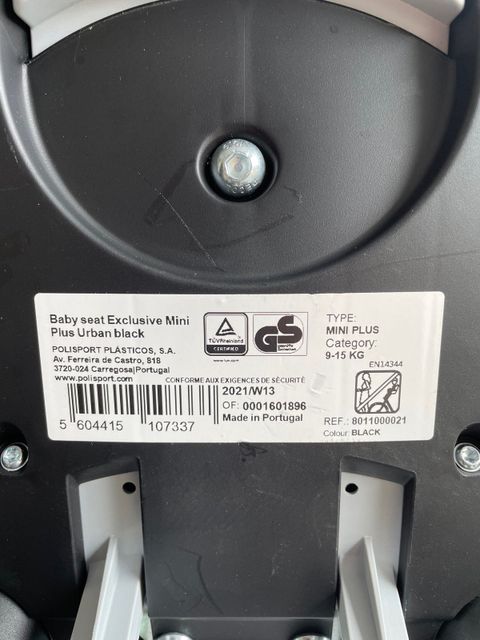 Baby seat Exclusive Mini
Plus Urban black
POLISPORT PLÁSTICOS, S.A.
Av. Ferreira de Castro, 818
3720-024 Carregosa|Portugal
www.polisport.com
TÜVRheinland
CERTIFIED
GS
TYPE:
MINI PLUS
Category:
9-15 KG
EN14344
CONFORME AUX EXIGENCES DE SÉCURITÉ
2021/W13
OF: 0001601896
Made in Portugal
5 604415 107337
REF.: 8011000021
Colour: BLACK